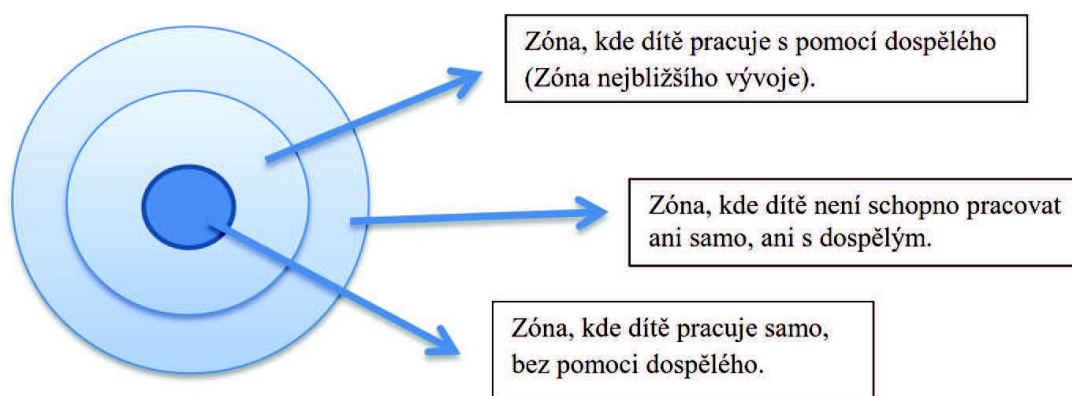 Zóna, kde dítě pracuje s pomocí dospělého
(Zóna nejbližšího vývoje).
Zóna, kde dítě není schopno pracovat
ani samo, ani s dospělým.
Zóna, kde dítě pracuje samo,
bez pomoci dospělého.